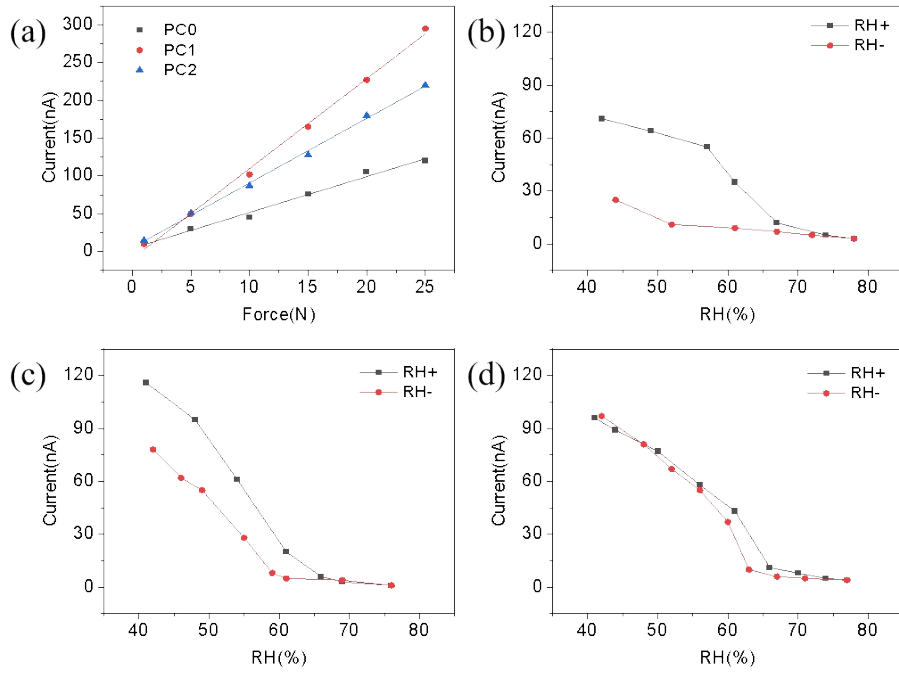 (a)
PC0
PC1
PC2
300
250
200
150
100
50
0
Current(nA)
0 5 10 15 20 25
Force(N)
(b)
RH+
RH-
120
90
60
30
0
Current(nA)
40 50 60 70 80
RH(%)
(c)
RH+
RH-
120
90
60
30
0
Current(nA)
40 50 60 70 80
RH(%)
(d)
RH+
RH-
120
90
60
30
0
Current(nA)
40 50 60 70 80
RH(%)